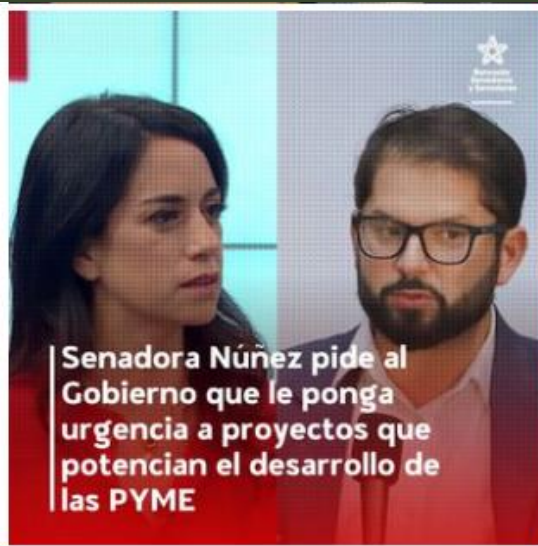 Senadora Núñez pide al
Gobierno que le ponga
urgencia a proyectos que
potencian el desarrollo de
las PYME